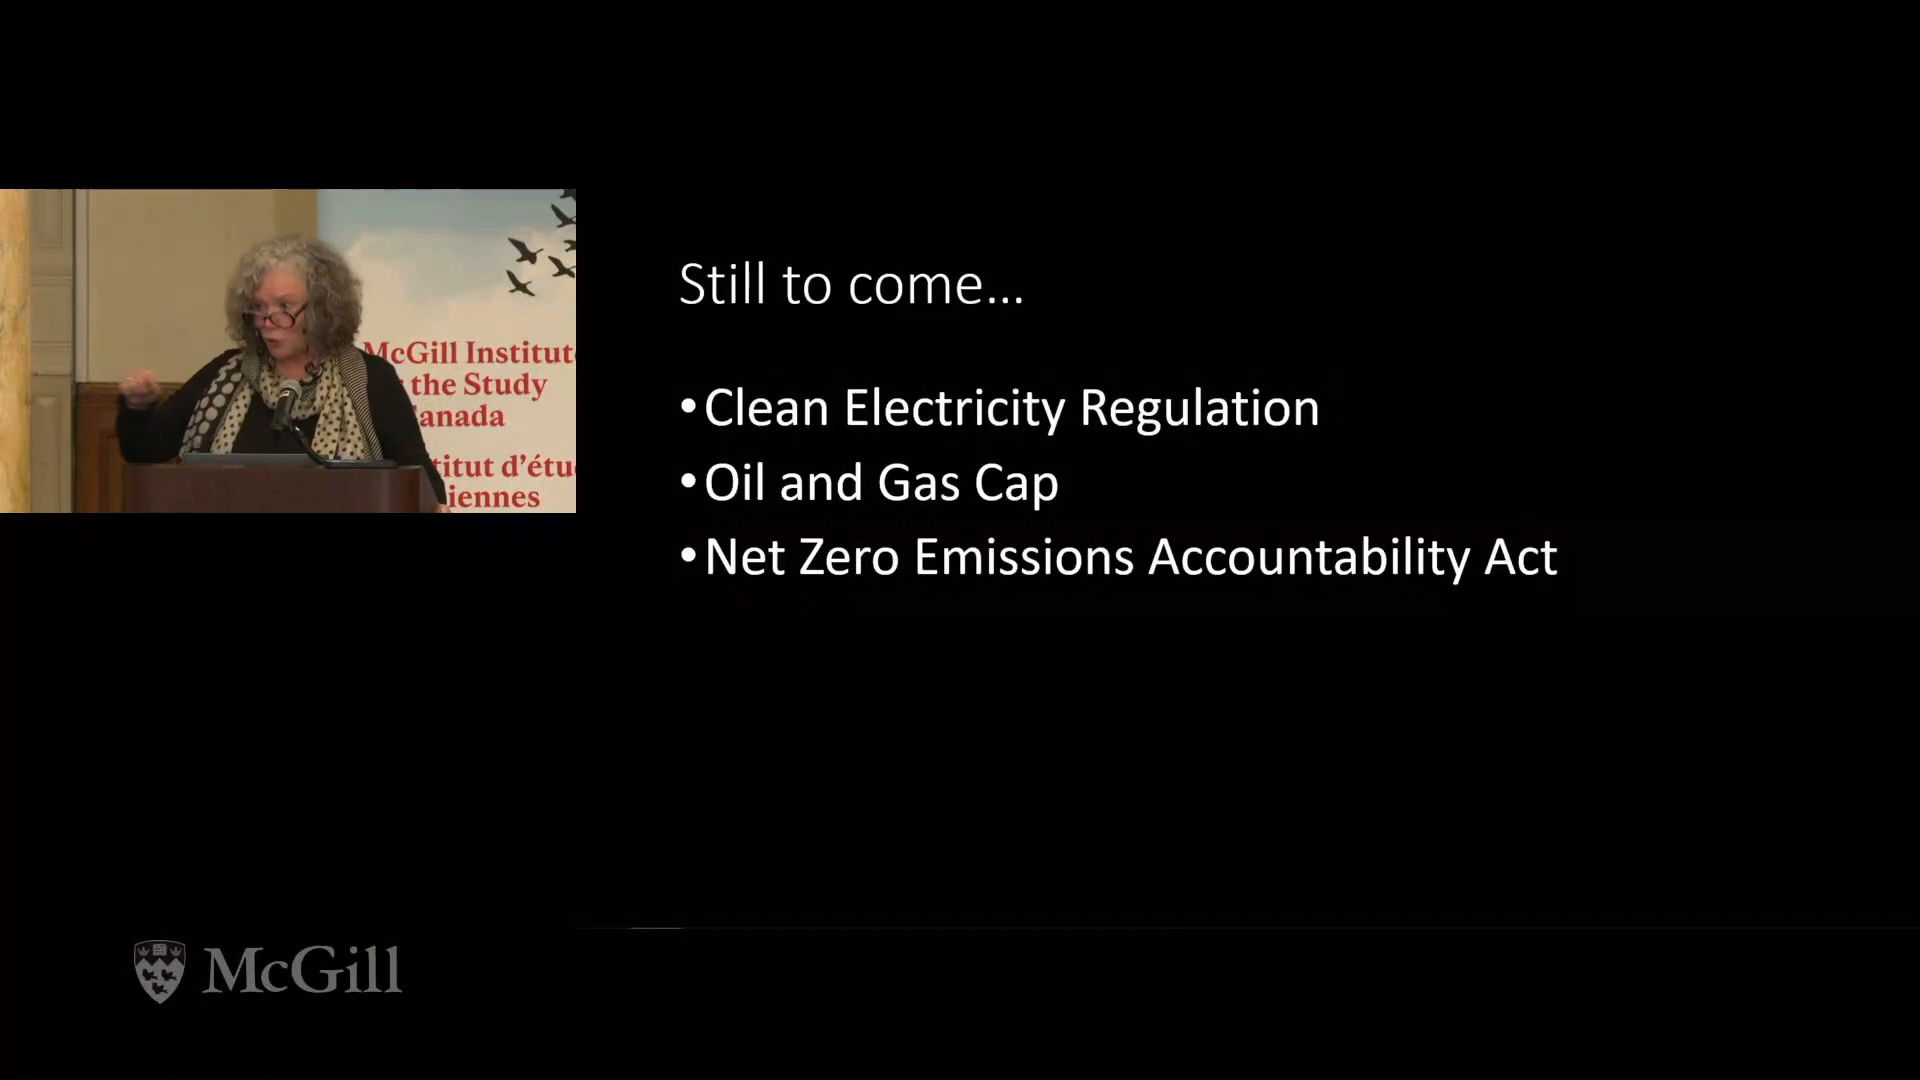 McGill Institut
the Study
anada
titut d'étu
iennes
Still to come...
•Clean Electricity Regulation
•Oil and Gas Cap
•Net Zero Emissions Accountability Act
McGill